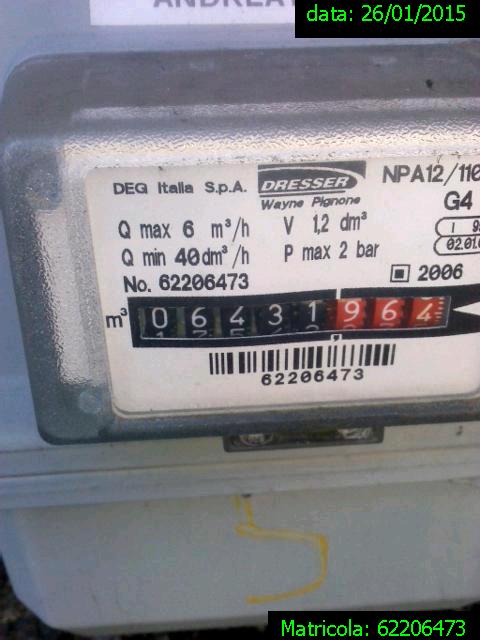 data: 26/01/2015
DEG Italia S.p.A.
DRESSER
Wayne Pignone
NPA12/110
G4
Q max 6 m³/h
V 1,2 dm³
Q min 40dm³/h
P max 2 bar
No. 62206473
2006
m³ 06431964
62206473
Matricola: 62206473